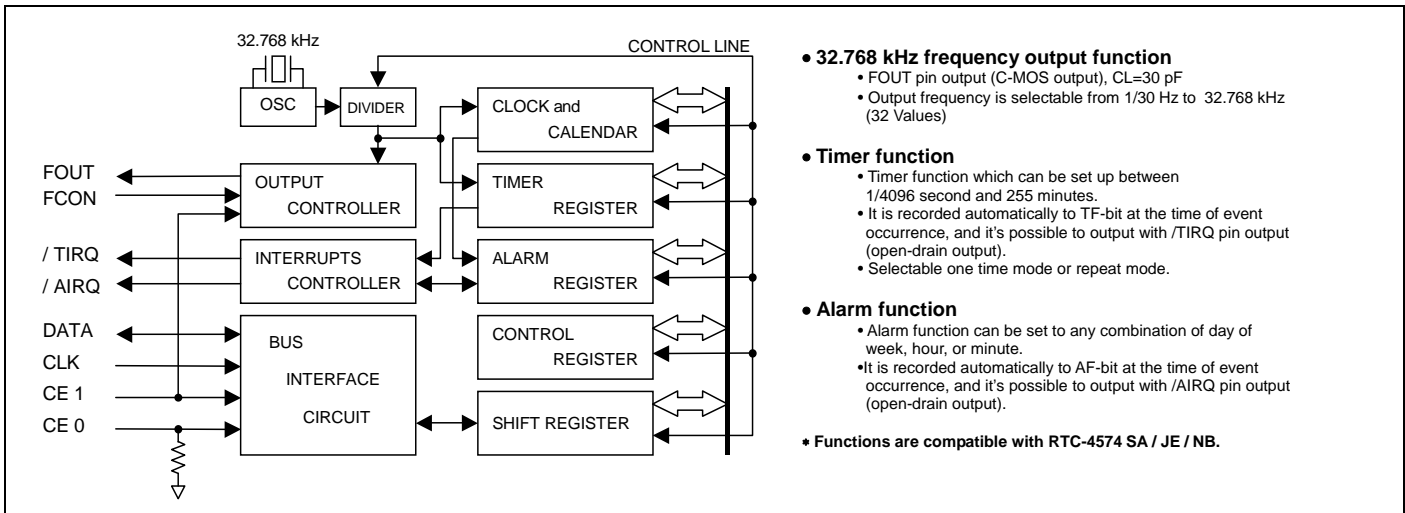 32.768 kHz
CONTROL LINE
OSC
DIVIDER
CLOCK and
CALENDAR
FOUT
FCON
OUTPUT
CONTROLLER
TIMER
REGISTER
/ TIRQ
/ AIRQ
INTERRUPTS
CONTROLLER
ALARM
REGISTER
DATA
CLK
CE 1
CE 0
BUS
INTERFACE
CIRCUIT
CONTROL
REGISTER
SHIFT REGISTER
• 32.768 kHz frequency output function
• FOUT pin output (C-MOS output), CL=30 pF
• Output frequency is selectable from 1/30 Hz to 32.768 kHz
(32 Values)
• Timer function
• Timer function which can be set up between
1/4096 second and 255 minutes.
• It is recorded automatically to TF-bit at the time of event
occurrence, and it's possible to output with /TIRQ pin output
(open-drain output).
• Selectable one time mode or repeat mode.
• Alarm function
• Alarm function can be set to any combination of day of
week, hour, or minute.
•It is recorded automatically to AF-bit at the time of event
occurrence, and it's possible to output with /AIRQ pin output
(open-drain output).
* Functions are compatible with RTC-4574 SA / JE / NB.